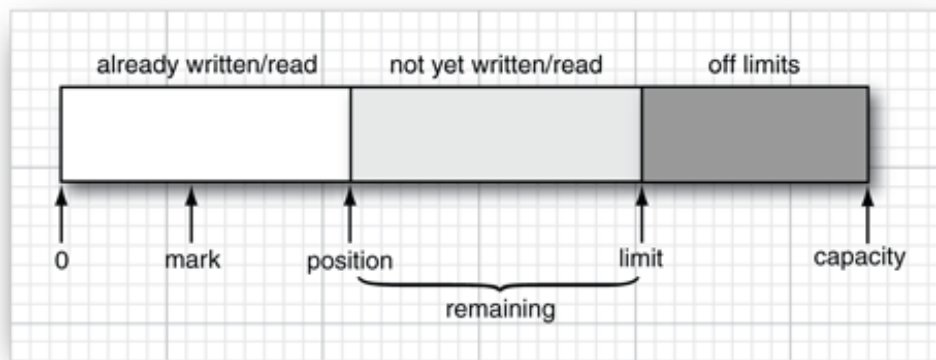 already written/read not yet written/read off limits
0 mark position limit capacity
remaining